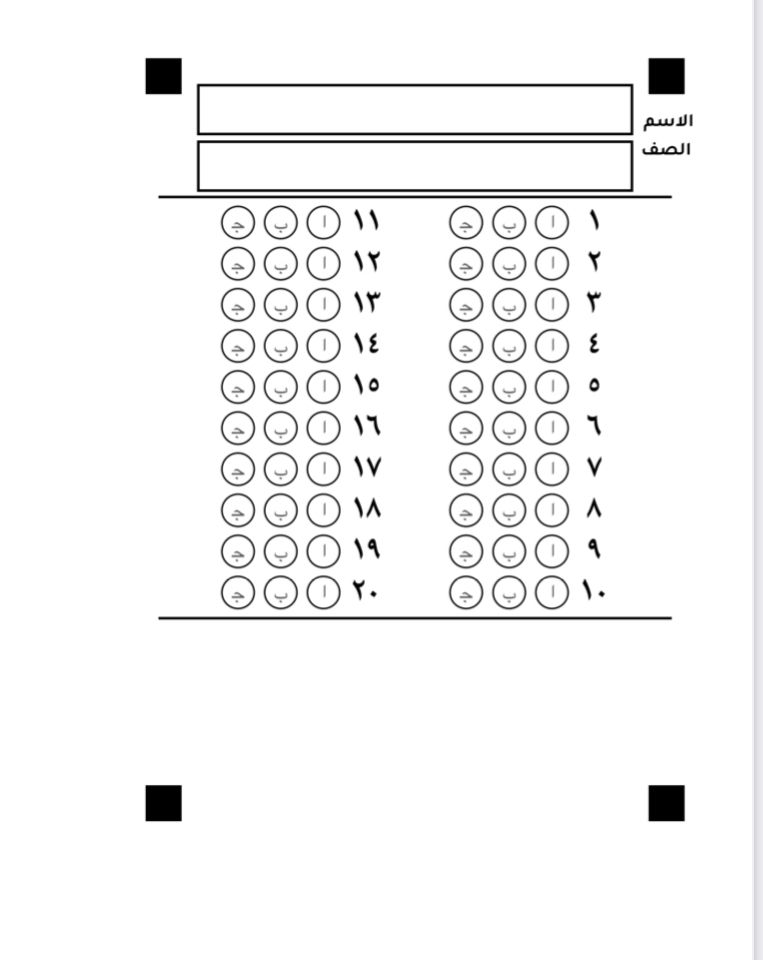 الاسم
الصف
١ ا ب ج
٢ ا ب ج
٣ ا ب ج
٤ ا ب ج
٥ ا ب ج
٦ ا ب ج
٧ ا ب ج
٨ ا ب ج
٩ ا ب ج
١٠ ا ب ج
١١ ا ب ج
١٢ ا ب ج
١٣ ا ب ج
١٤ ا ب ج
١٥ ا ب ج
١٦ ا ب ج
١٧ ا ب ج
١٨ ا ب ج
١٩ ا ب ج
٢٠ ا ب ج